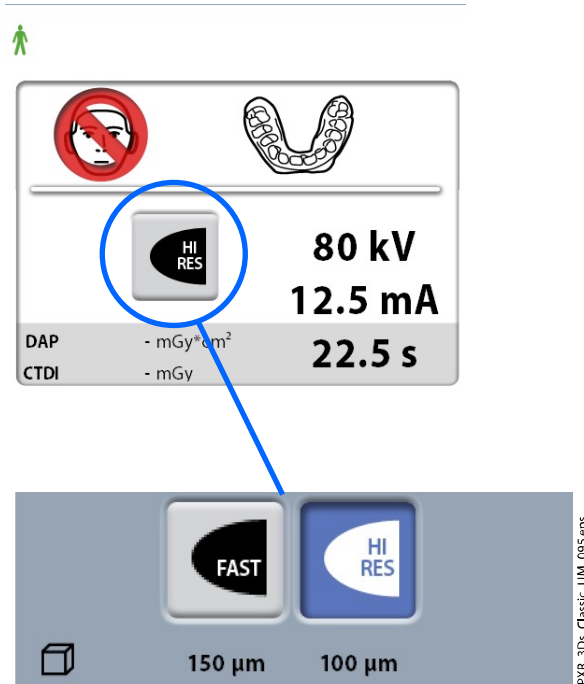 HI
RES
80 kV
12.5 mA
DAP - mGy*cm²
22.5 s
CTDI - mGy
FAST
HI
RES
150 µm 100 µm
PXR_3Ds_Classic_UM_095.eps